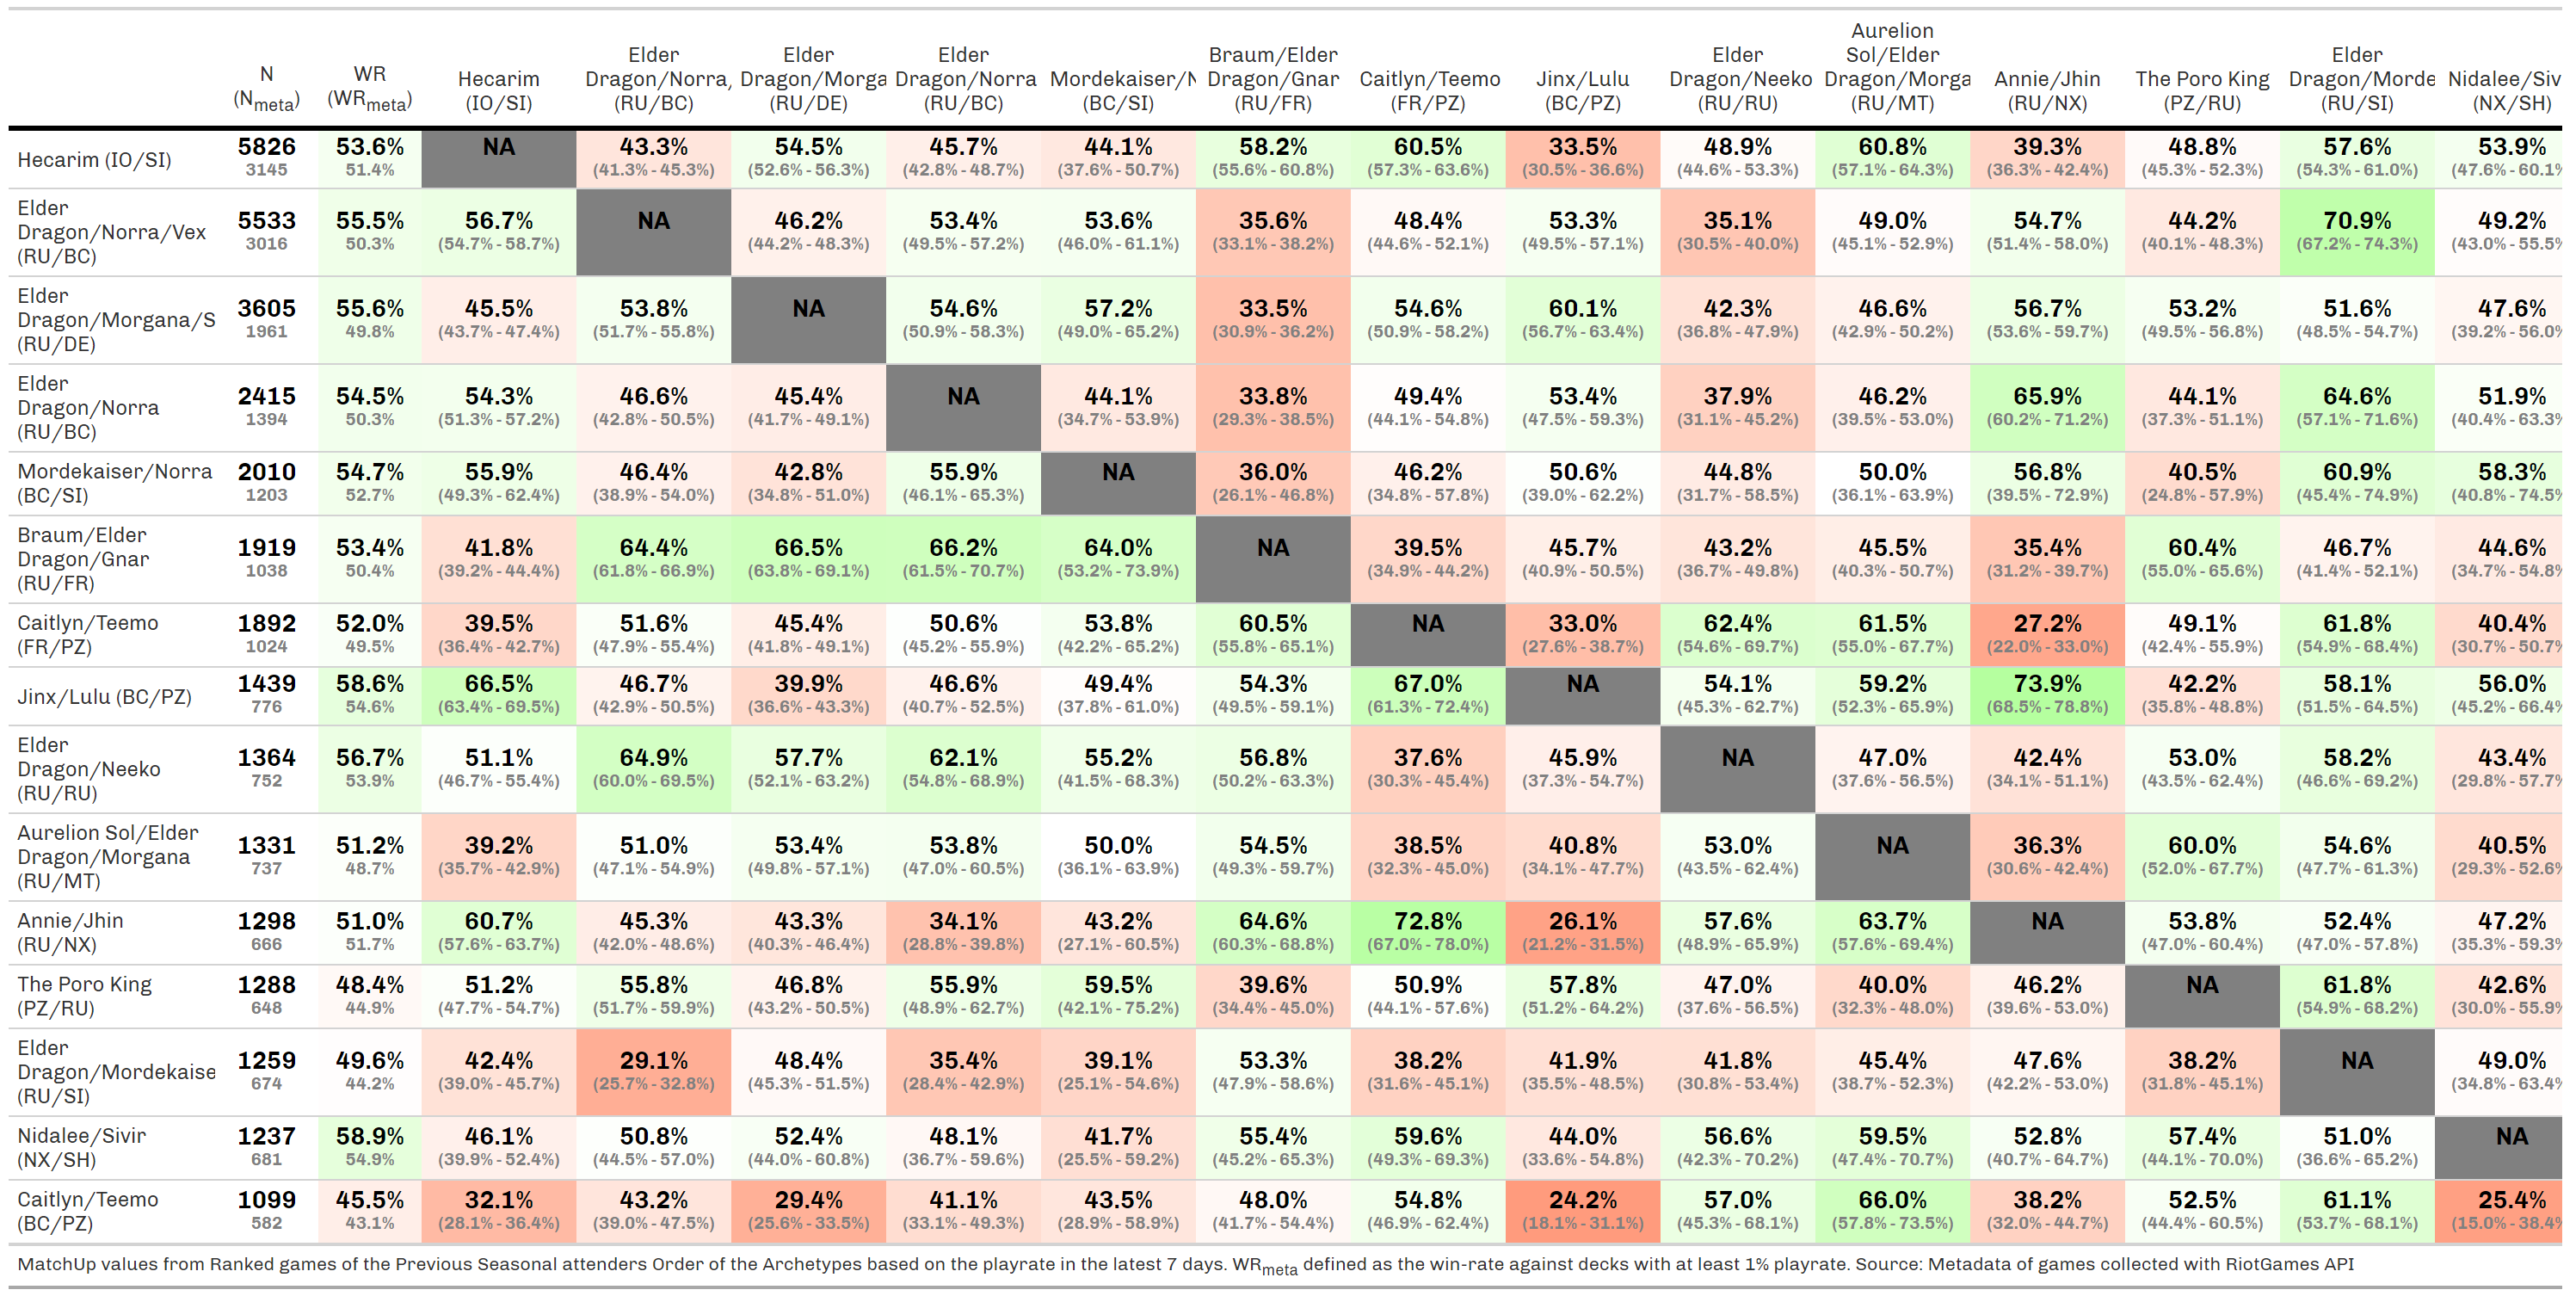 N (Nmeta) WR (WRmeta) Hecarim (IO/SI) Elder Dragon/Norra, (RU/BC) Elder Dragon/Morga (RU/DE) Elder Dragon/Norra (RU/BC) Mordekaiser/N (BC/SI) Braum/Elder Dragon/Gnar (RU/FR) Caitlyn/Teemo (FR/PZ) Jinx/Lulu (BC/PZ) Elder Dragon/Neeko (RU/RU) Aurelion Sol/Elder Dragon/Morga (RU/MT) Annie/Jhin (RU/NX) The Poro King (PZ/RU) Elder Dragon/Morde (RU/SI) Nidalee/Siv (NX/SH)
Hecarim (IO/SI) 5826 53.6% NA 43.3% 54.5% 45.7% 44.1% 58.2% 60.5% 33.5% 48.9% 60.8% 39.3% 48.8% 57.6% 53.9%
3145 51.4% (41.3% - 45.3%) (52.6% - 56.3%) (42.8% - 48.7%) (37.6% - 50.7%) (55.6% - 60.8%) (57.3% - 63.6%) (30.5% - 36.6%) (44.6% - 53.3%) (57.1% - 64.3%) (36.3% - 42.4%) (45.3% - 52.3%) (54.3% - 61.0%) (47.6% - 60.1%
Elder Dragon/Norra/Vex (RU/BC) 5533 55.5% 56.7% NA 46.2% 53.4% 53.6% 35.6% 48.4% 53.3% 35.1% 49.0% 54.7% 44.2% 70.9% 49.2%
3016 50.3% (54.7% - 58.7%) (44.2% - 48.3%) (49.5% - 57.2%) (46.0% - 61.1%) (33.1% - 38.2%) (44.6% - 52.1%) (49.5% - 57.1%) (30.5% - 40.0%) (45.1% - 52.9%) (51.4% - 58.0%) (40.1% - 48.3%) (67.2% - 74.3%) (43.0% - 55.5%
Elder Dragon/Morgana/S (RU/DE) 3605 55.6% 45.5% 53.8% NA 54.6% 57.2% 33.5% 54.6% 60.1% 42.3% 46.6% 56.7% 53.2% 51.6% 47.6%
1961 49.8% (43.7% - 47.4%) (51.7% - 55.8%) (50.9% - 58.3%) (49.0% - 65.2%) (30.9% - 36.2%) (50.9% - 58.2%) (56.7% - 63.4%) (36.8% - 47.9%) (42.9% - 50.2%) (53.6% - 59.7%) (49.5% - 56.8%) (48.5% - 54.7%) (39.2% - 56.0%
Elder Dragon/Norra (RU/BC) 2415 54.5% 54.3% 46.6% 45.4% NA 44.1% 33.8% 49.4% 53.4% 37.9% 46.2% 65.9% 44.1% 64.6% 51.9%
1394 50.3% (51.3% - 57.2%) (42.8% - 50.5%) (41.7% - 49.1%) (34.7% - 53.9%) (29.3% - 38.5%) (44.1% - 54.8%) (47.5% - 59.3%) (31.1% - 45.2%) (39.5% - 53.0%) (60.2% - 71.2%) (37.3% - 51.1%) (57.1% - 71.6%) (40.4% - 63.3%
Mordekaiser/Norra (BC/SI) 2010 54.7% 55.9% 46.4% 42.8% 55.9% NA 36.0% 46.2% 50.6% 44.8% 50.0% 56.8% 40.5% 60.9% 58.3%
1203 52.7% (49.3% - 62.4%) (38.9% - 54.0%) (34.8% - 51.0%) (46.1% - 65.3%) (26.1% - 46.8%) (34.8% - 57.8%) (39.0% - 62.2%) (31.7% - 58.5%) (36.1% - 63.9%) (39.5% - 72.9%) (24.8% - 57.9%) (45.4% - 74.9%) (40.8% - 74.5%
Braum/Elder Dragon/Gnar (RU/FR) 1919 53.4% 41.8% 64.4% 66.5% 66.2% 64.0% NA 39.5% 45.7% 43.2% 45.5% 35.4% 60.4% 46.7% 44.6%
1038 50.4% (39.2% - 44.4%) (61.8% - 66.9%) (63.8% - 69.1%) (61.5% - 70.7%) (53.2% - 73.9%) (34.9% - 44.2%) (40.9% - 50.5%) (36.7% - 49.8%) (40.3% - 50.7%) (31.2% - 39.7%) (55.0% - 65.6%) (41.4% - 52.1%) (34.7% - 54.8%
Caitlyn/Teemo (FR/PZ) 1892 52.0% 39.5% 51.6% 45.4% 50.6% 53.8% 60.5% NA 33.0% 62.4% 61.5% 27.2% 49.1% 61.8% 40.4%
1024 49.5% (36.4% - 42.7%) (47.9% - 55.4%) (41.8% - 49.1%) (45.2% - 55.9%) (42.2% - 65.2%) (55.8% - 65.1%) (27.6% - 38.7%) (54.6% - 69.7%) (55.0% - 67.7%) (22.0% - 33.0%) (42.4% - 55.9%) (54.9% - 68.4%) (30.7% - 50.7%
Jinx/Lulu (BC/PZ) 1439 58.6% 66.5% 46.7% 39.9% 46.6% 49.4% 54.3% 67.0% NA 54.1% 59.2% 73.9% 42.2% 58.1% 56.0%
776 54.6% (63.4% - 69.5%) (42.9% - 50.5%) (36.6% - 43.3%) (40.7% - 52.5%) (37.8% - 61.0%) (49.5% - 59.1%) (61.3% - 72.4%) (45.3% - 62.7%) (52.3% - 65.9%) (68.5% - 78.8%) (35.8% - 48.8%) (51.5% - 64.5%) (45.2% - 66.4%
Elder Dragon/Neeko (RU/RU) 1364 56.7% 51.1% 64.9% 57.7% 62.1% 55.2% 56.8% 37.6% 45.9% NA 47.0% 42.4% 53.0% 58.2% 43.4%
752 53.9% (46.7% - 55.4%) (60.0% - 69.5%) (52.1% - 63.2%) (54.8% - 68.9%) (41.5% - 68.3%) (50.2% - 63.3%) (30.3% - 45.4%) (37.3% - 54.7%) (37.6% - 56.5%) (34.1% - 51.1%) (43.5% - 62.4%) (46.6% - 69.2%) (29.8% - 57.7%
Aurelion Sol/Elder Dragon/Morgana (RU/MT) 1331 51.2% 39.2% 51.0% 53.4% 53.8% 50.0% 54.5% 38.5% 40.8% 53.0% NA 36.3% 60.0% 54.6% 40.5%
737 48.7% (35.7% - 42.9%) (47.1% - 54.9%) (49.8% - 57.1%) (47.0% - 60.5%) (36.1% - 63.9%) (49.3% - 59.7%) (32.3% - 45.0%) (34.1% - 47.7%) (43.5% - 62.4%) (30.6% - 42.4%) (52.0% - 67.7%) (47.7% - 61.3%) (29.3% - 52.6%
Annie/Jhin (RU/NX) 1298 51.0% 60.7% 45.3% 43.3% 34.1% 43.2% 64.6% 72.8% 26.1% 57.6% 63.7% NA 53.8% 52.4% 47.2%
666 51.7% (57.6% - 63.7%) (42.0% - 48.6%) (40.3% - 46.4%) (28.8% - 39.8%) (27.1% - 60.5%) (60.3% - 68.8%) (67.0% - 78.0%) (21.2% - 31.5%) (48.9% - 65.9%) (57.6% - 69.4%) (47.0% - 60.4%) (47.0% - 57.8%) (35.3% - 59.3%
The Poro King (PZ/RU) 1288 48.4% 51.2% 55.8% 46.8% 55.9% 59.5% 39.6% 50.9% 57.8% 47.0% 40.0% 46.2% NA 61.8% 42.6%
648 44.9% (47.7% - 54.7%) (51.7% - 59.9%) (43.2% - 50.5%) (48.9% - 62.7%) (42.1% - 75.2%) (34.4% - 45.0%) (44.1% - 57.6%) (51.2% - 64.2%) (37.6% - 56.5%) (32.3% - 48.0%) (39.6% - 53.0%) (54.9% - 68.2%) (30.0% - 55.9%
Elder Dragon/Mordekaise (RU/SI) 1259 49.6% 42.4% 29.1% 48.4% 35.4% 39.1% 53.3% 38.2% 41.9% 41.8% 45.4% 47.6% 38.2% NA 49.0%
674 44.2% (39.0% - 45.7%) (25.7% - 32.8%) (45.3% - 51.5%) (28.4% - 42.9%) (25.1% - 54.6%) (47.9% - 58.6%) (31.6% - 45.1%) (35.5% - 48.5%) (30.8% - 53.4%) (38.7% - 52.3%) (42.2% - 53.0%) (31.8% - 45.1%) (34.8% - 63.4%
Nidalee/Sivir (NX/SH) 1237 58.9% 46.1% 50.8% 52.4% 48.1% 41.7% 55.4% 59.6% 44.0% 56.6% 59.5% 52.8% 57.4% 51.0% NA
681 54.9% (39.9% - 52.4%) (44.5% - 57.0%) (44.0% - 60.8%) (36.7% - 59.6%) (25.5% - 59.2%) (45.2% - 65.3%) (49.3% - 69.3%) (33.6% - 54.8%) (42.3% - 70.2%) (47.4% - 70.7%) (40.7% - 64.7%) (44.1% - 70.0%) (36.6% - 65.2%)
Caitlyn/Teemo (BC/PZ) 1099 45.5% 32.1% 43.2% 29.4% 41.1% 43.5% 48.0% 54.8% 24.2% 57.0% 66.0% 38.2% 52.5% 61.1% 25.4%
582 43.1% (28.1% - 36.4%) (39.0% - 47.5%) (25.6% - 33.5%) (33.1% - 49.3%) (28.9% - 58.9%) (41.7% - 54.4%) (46.9% - 62.4%) (18.1% - 31.1%) (45.3% - 68.1%) (57.8% - 73.5%) (32.0% - 44.7%) (44.4% - 60.5%) (53.7% - 68.1%) (15.0% - 38.4%
MatchUp values from Ranked games of the Previous Seasonal attenders Order of the Archetypes based on the playrate in the latest 7 days. WRmeta defined as the win-rate against decks with at least 1% playrate. Source: Metadata of games collected with RiotGames API